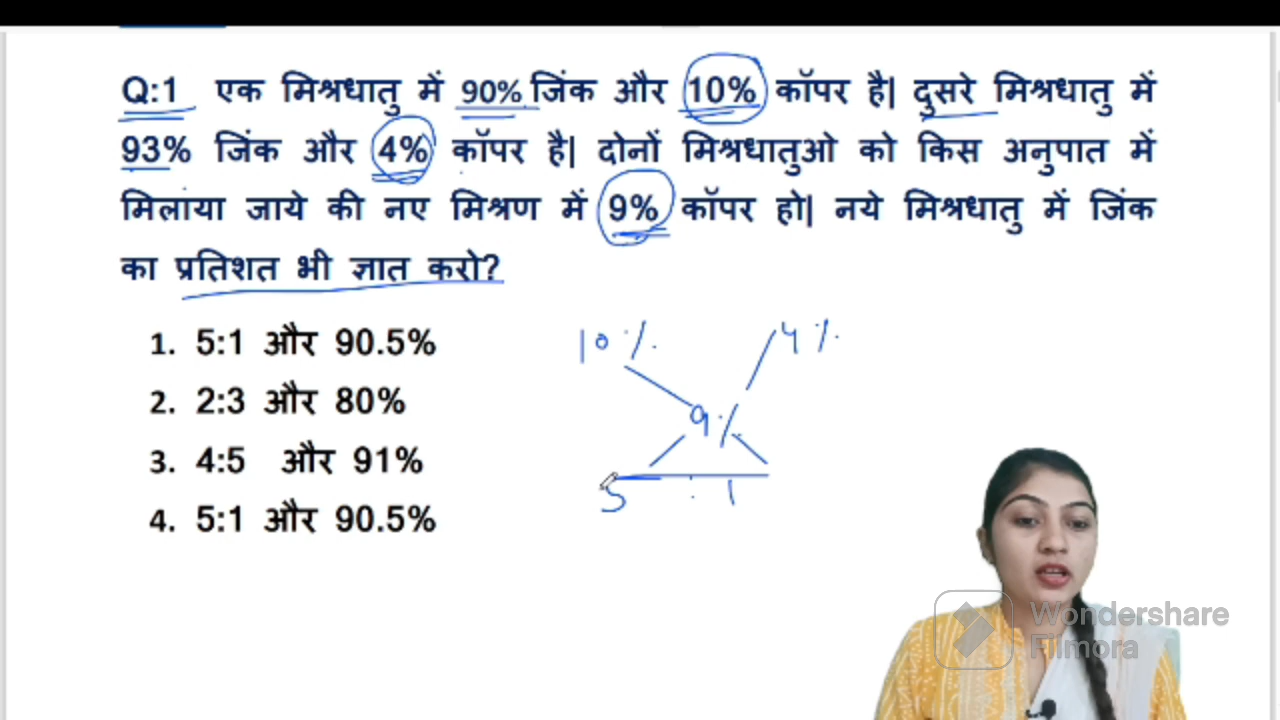 Q:1 एक मिश्रधातु में 90% जिंक और 10% कॉपर है| दुसरे मिश्रधातु में
93% जिंक और 4% कॉपर है| दोनों मिश्रधातुओ को किस अनुपात में
मिलाया जाये की नए मिश्रण में 9% कॉपर हो| नये मिश्रधातु में जिंक
का प्रतिशत भी ज्ञात करो?
1. 5:1 और 90.5%
2. 2:3 और 80%
3. 4:5 और 91%
4. 5:1 और 90.5%
10% 4%
9%
5 : 1
Wondershare
Filmora